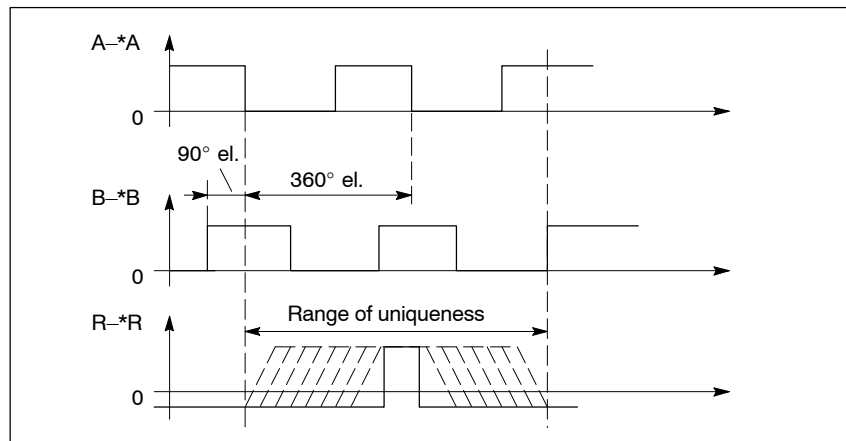 A–*A
0
90° el.
360° el.
B–*B
0
Range of uniqueness
R–*R
0